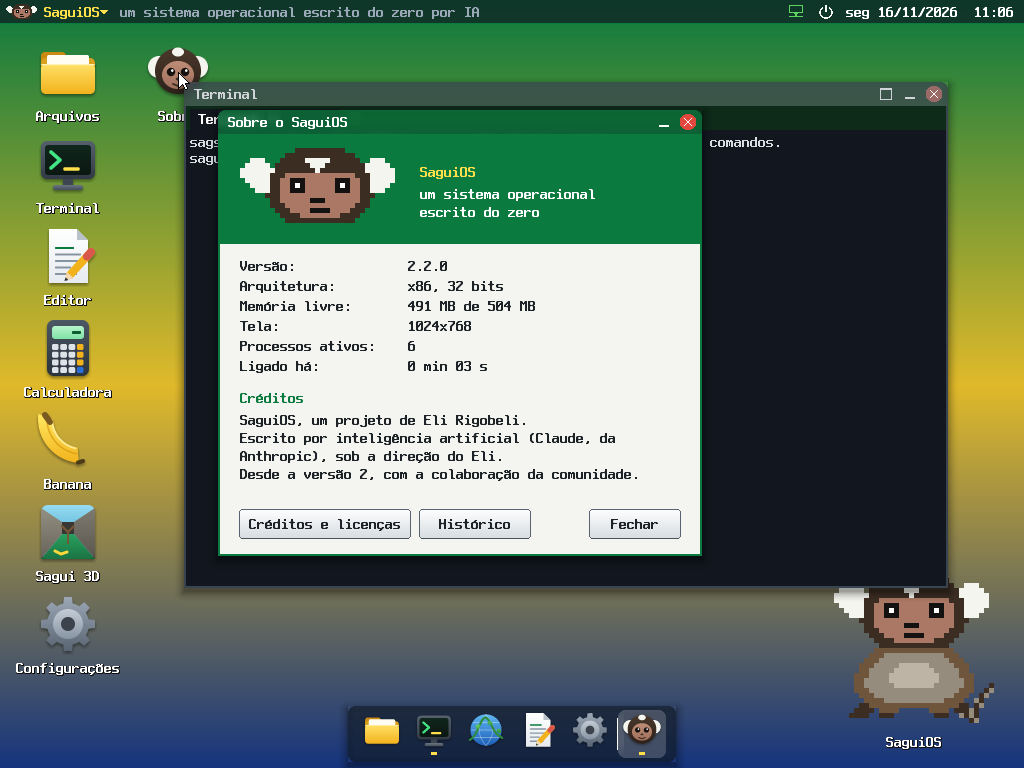 SaguiOS um sistema operacional escrito do zero por IA seg 16/11/2026 11:06
Arquivos
Terminal
Editor
Calculadora
Banana
Sagui 3D
Configurações
Terminal
comandos.
Sobre o SaguiOS
SaguiOS
um sistema operacional
escrito do zero
Versão: 2.2.0
Arquitetura: x86, 32 bits
Memória livre: 491 MB de 504 MB
Tela: 1024x768
Processos ativos: 6
Ligado há: 0 min 03 s
Créditos
SaguiOS, um projeto de Eli Rigobeli.
Escrito por inteligência artificial (Claude, da
Anthropic), sob a direção do Eli.
Desde a versão 2, com a colaboração da comunidade.
Créditos e licenças Histórico Fechar
SaguiOS